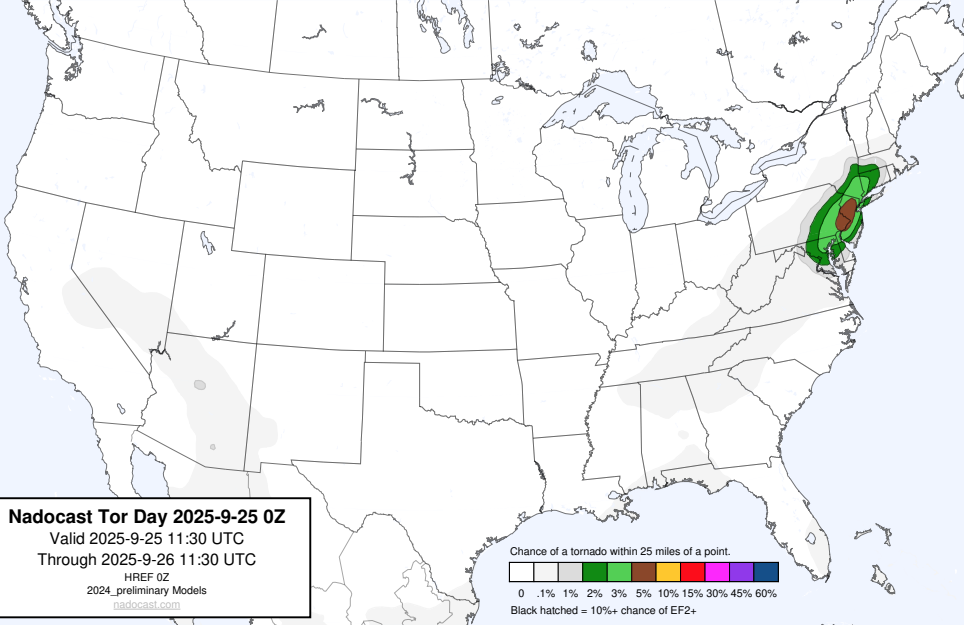 Nadocast Tor Day 2025-9-25 0Z
Valid 2025-9-25 11:30 UTC
Through 2025-9-26 11:30 UTC
HREF 0Z
2024_preliminary Models
nadocast.com
Chance of a tornado within 25 miles of a point.
0 .1% 1% 2% 3% 5% 10% 15% 30% 45% 60%
Black hatched = 10%+ chance of EF2+